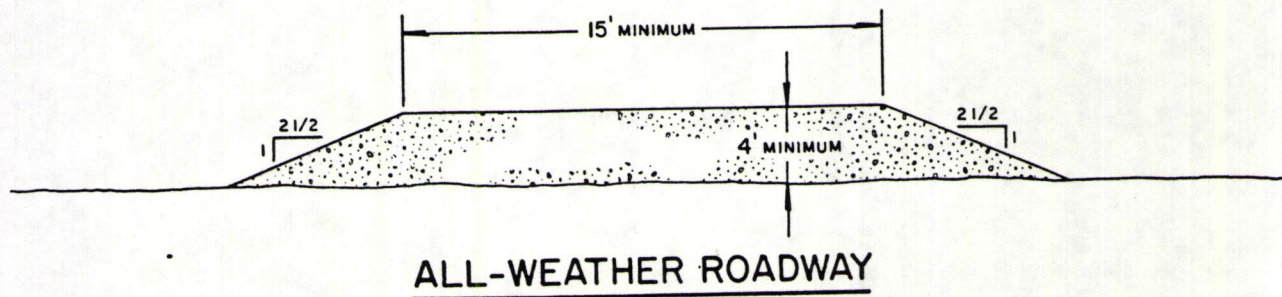 15' MINIMUM
2 1/2
1
2 1/2
1
4' MINIMUM
ALL-WEATHER ROADWAY